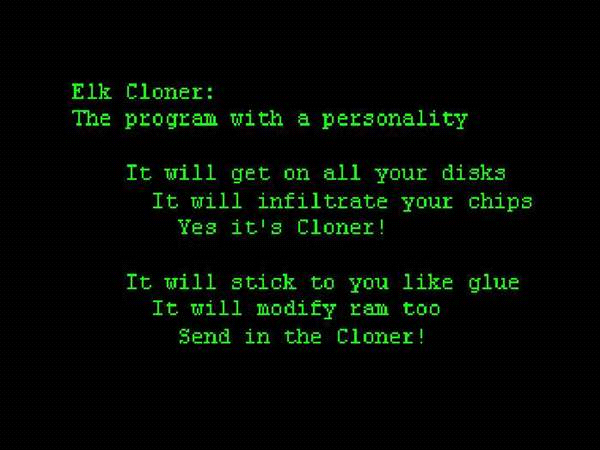 Elk Cloner:
The program with a personality
It will get on all your disks
It will infiltrate your chips
Yes it's Cloner!
It will stick to you like glue
It will modify ram too
Send in the Cloner!